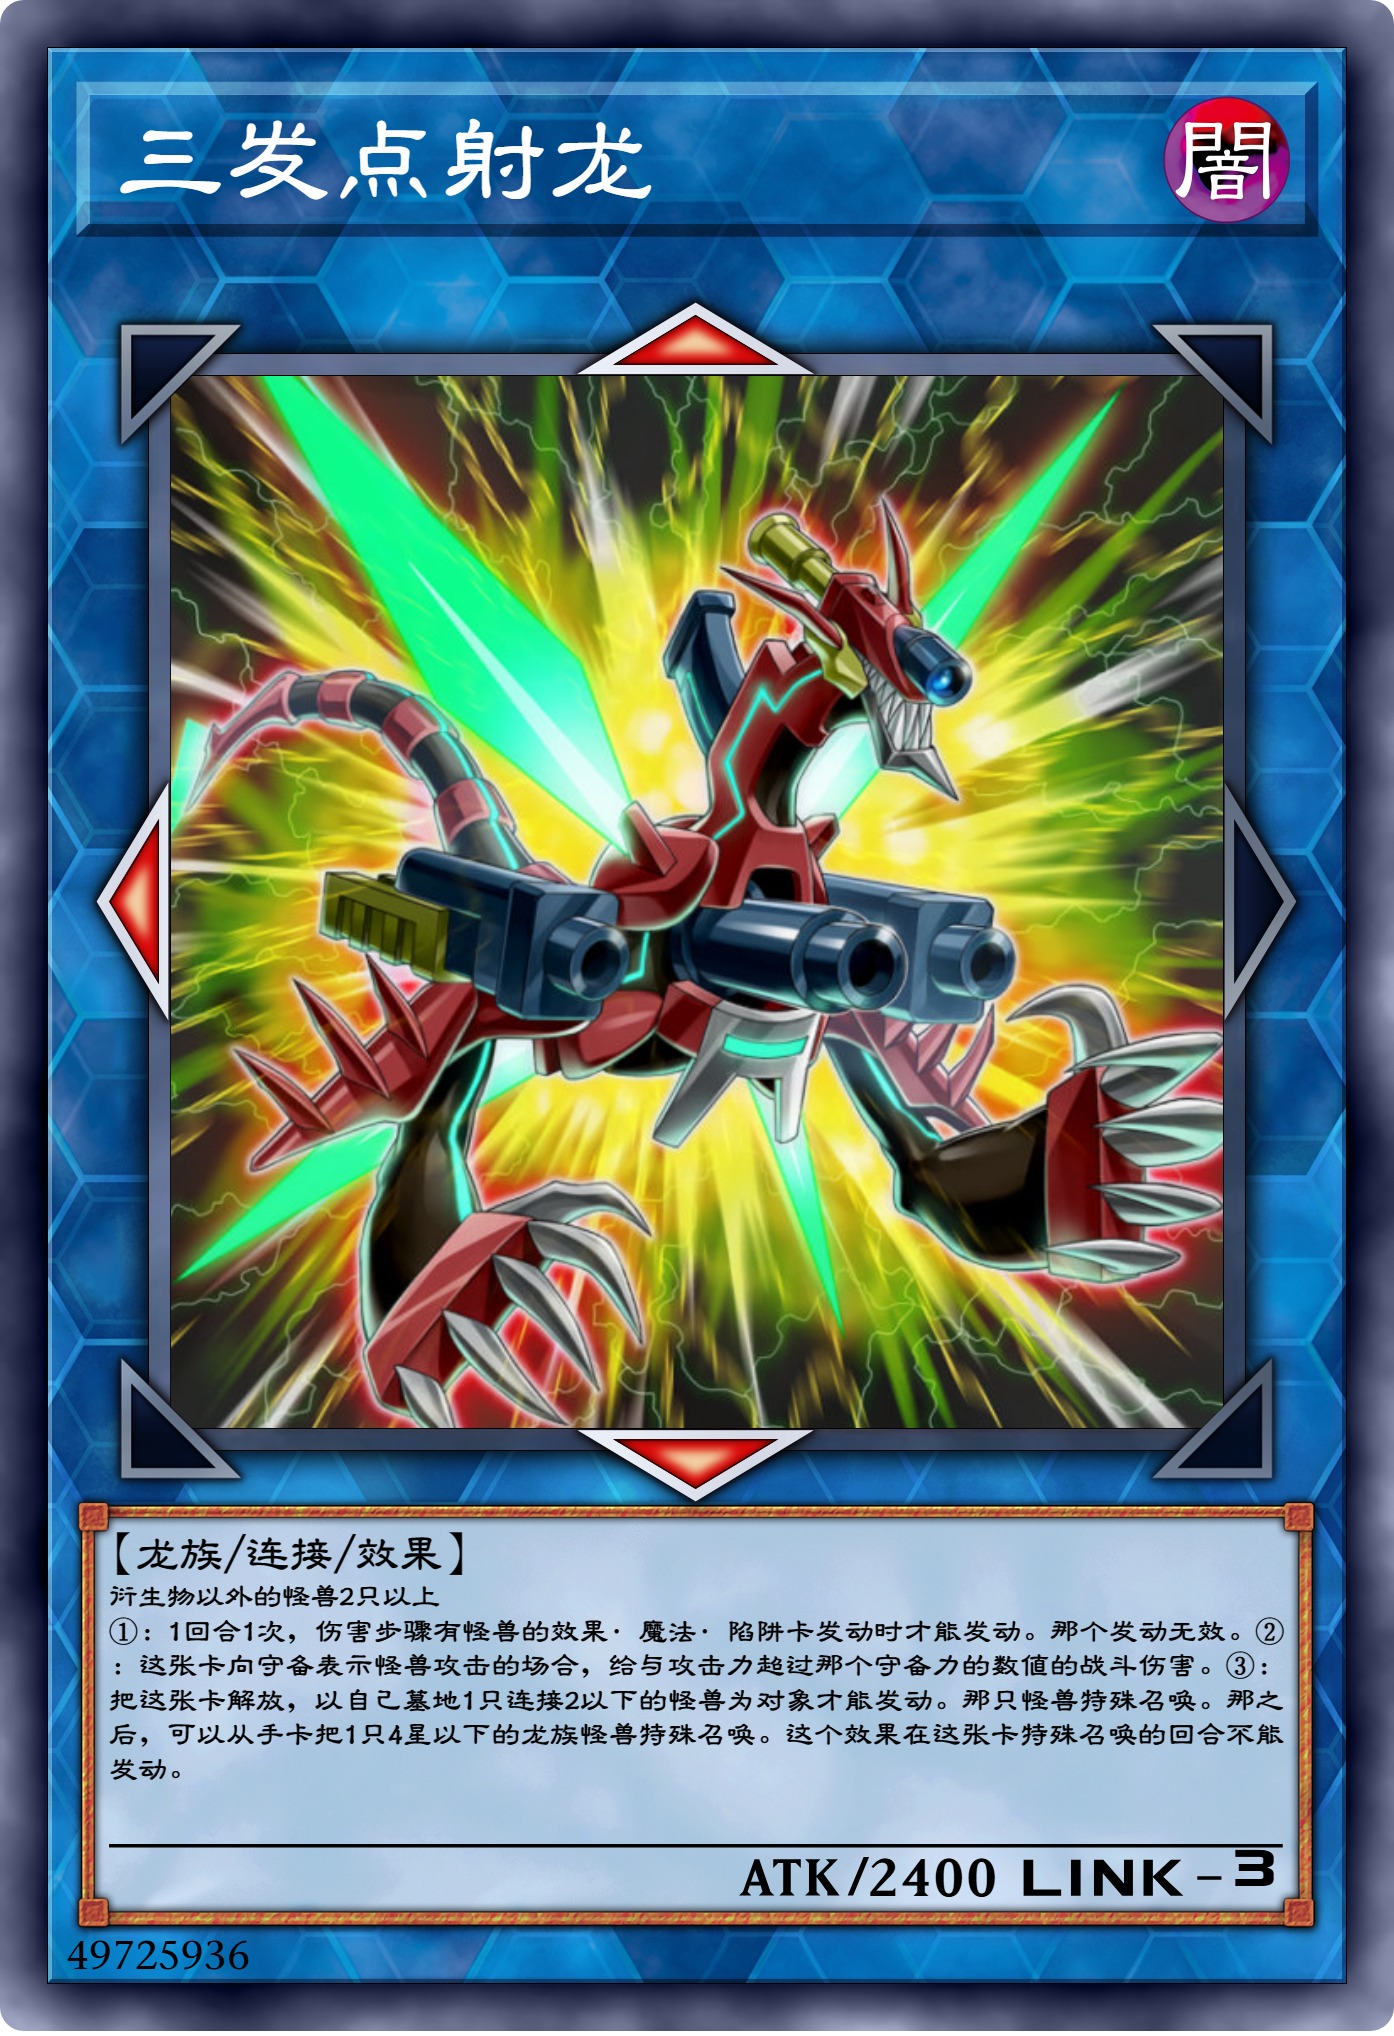 三发点射龙
闇
【龙族/连接/效果】
衍生物以外的怪兽2只以上
①：1回合1次，伤害步骤有怪兽的效果·魔法·陷阱卡发动时才能发动。那个发动无效。②
：这张卡向守备表示怪兽攻击的场合，给与攻击力超过那个守备力的数值的战斗伤害。③：
把这张卡解放，以自己墓地1只连接2以下的怪兽为对象才能发动。那只怪兽特殊召唤。那之
后，可以从手卡把1只4星以下的龙族怪兽特殊召唤。这个效果在这张卡特殊召唤的回合不能
发动。
ATK/2400 LINK-3
49725936